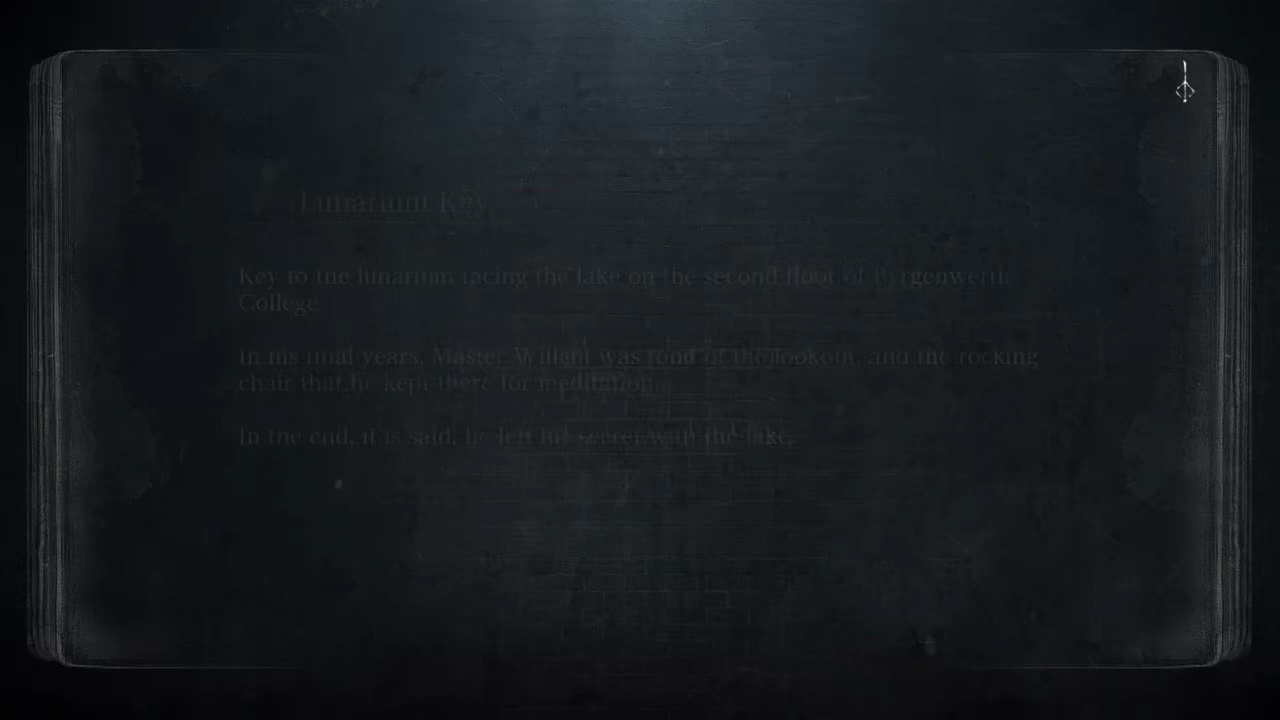 Lunarium Key
Key to the lunarium facing the lake on the second floor of Byrgenwerth
College
In his final years, Master Willem was fond of the lookout, and the rocking
chair that he kept there for meditation.
In the end, it is said, he left his secret with the lake.